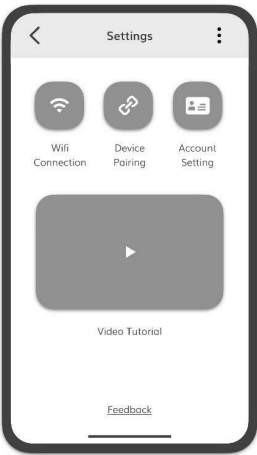 Settings
Wifi
Connection
Device
Pairing
Account
Setting
Video Tutorial
Feedback